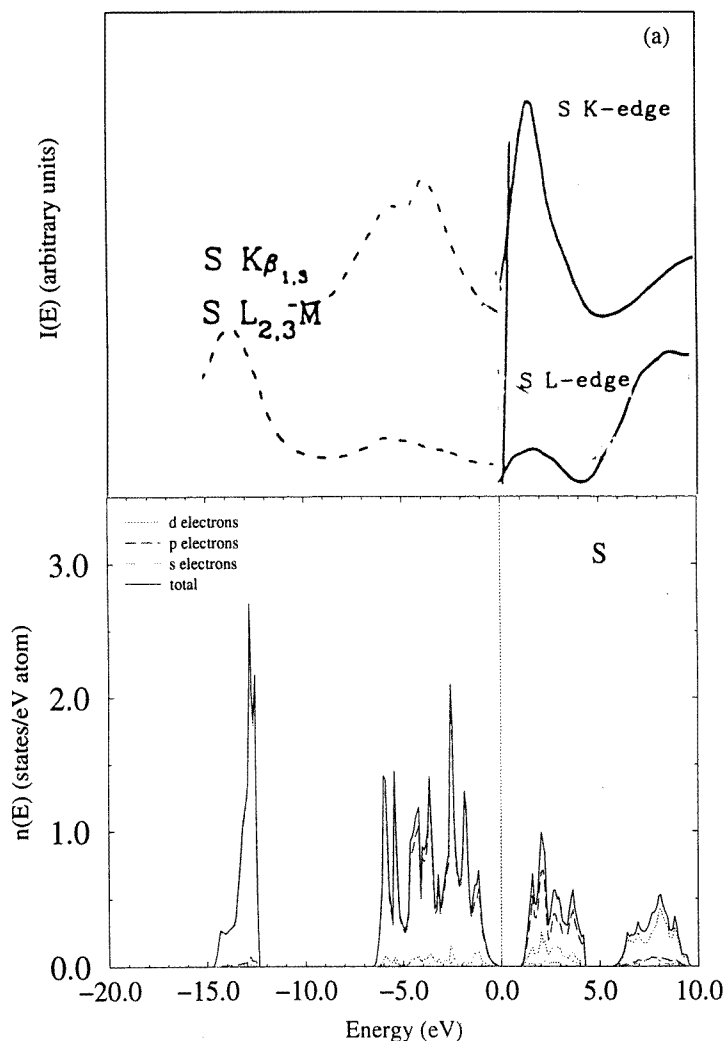 (a)
S K-edge
I(E) (arbitrary units)
S Kβ1,3
S L2,3-M
S L-edge
d electrons
p electrons
s electrons
total
S
n(E) (states/eV atom)
3.0
2.0
1.0
0.0
−20.0 −15.0 −10.0 −5.0 0.0 5.0 10.0
Energy (eV)